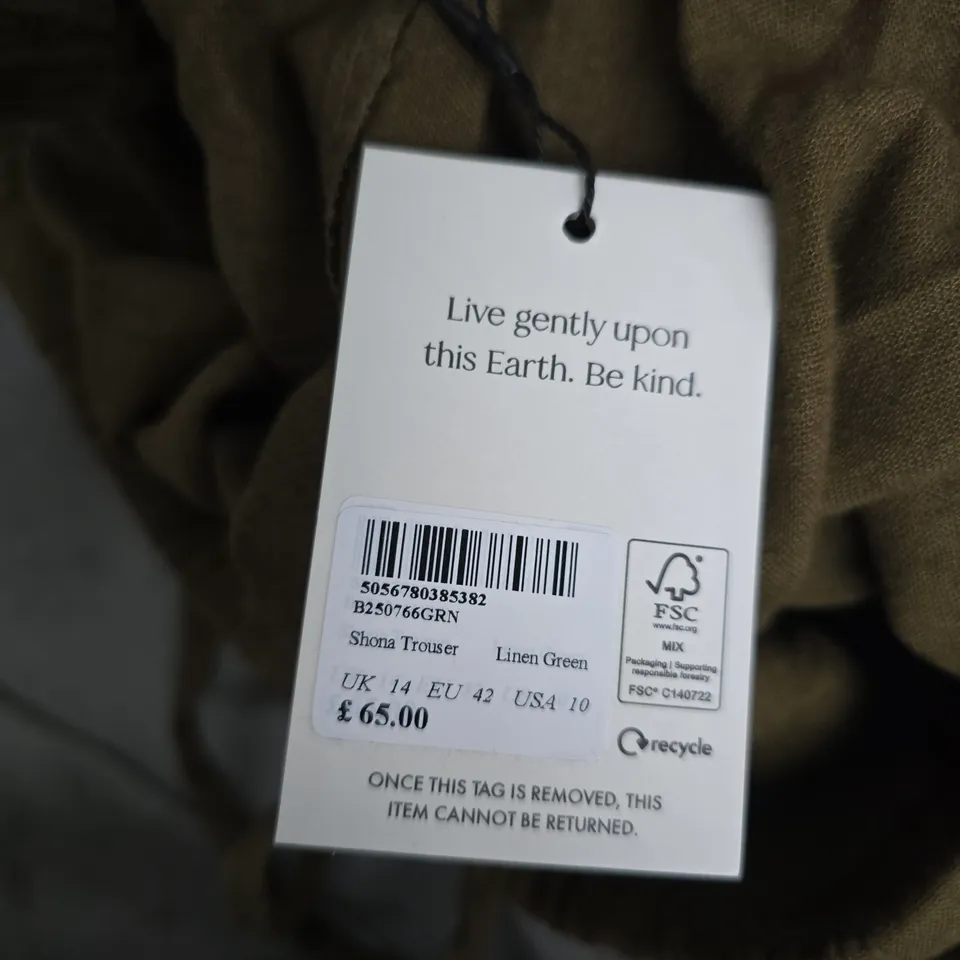 Live gently upon
this Earth. Be kind.
5056780385382
B250766GRN
Shona Trouser Linen Green
UK 14 EU 42 USA 10
£ 65.00
FSC
www.fsc.org
MIX
Packaging | Supporting
responsible forestry
FSC® C140722
recycle
ONCE THIS TAG IS REMOVED, THIS
ITEM CANNOT BE RETURNED.